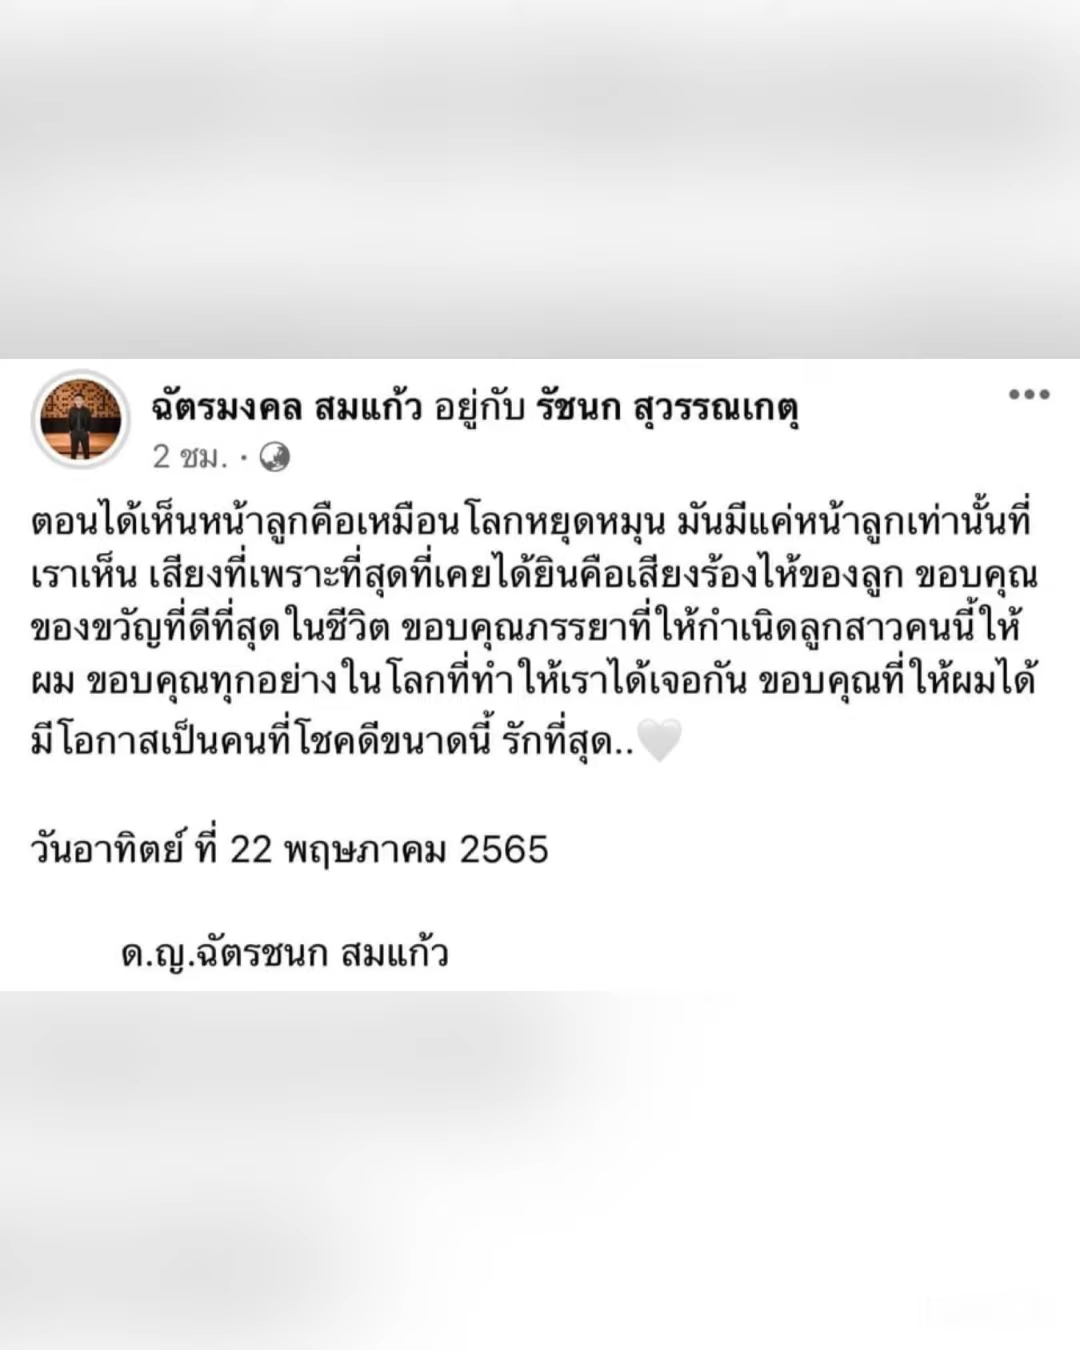 ฉัตรมงคล สมแก้ว อยู่กับ รัชนก สุวรรณเกตุ
2 ชม. ·
ตอนได้เห็นหน้าลูกคือเหมือนโลกหยุดหมุน มันมีแค่หน้าลูกเท่านั้นที่
เราเห็น เสียงที่เพราะที่สุดที่เคยได้ยินคือเสียงร้องไห้ของลูก ขอบคุณ
ของขวัญที่ดีที่สุดในชีวิต ขอบคุณภรรยาที่ให้กำเนิดลูกสาวคนนี้ให้
ผม ขอบคุณทุกอย่างในโลกที่ทำให้เราได้เจอกัน ขอบคุณที่ให้ผมได้
มีโอกาสเป็นคนที่โชคดีขนาดนี้ รักที่สุด..🤍
วันอาทิตย์ ที่ 22 พฤษภาคม 2565
ด.ญ.ฉัตรชนก สมแก้ว